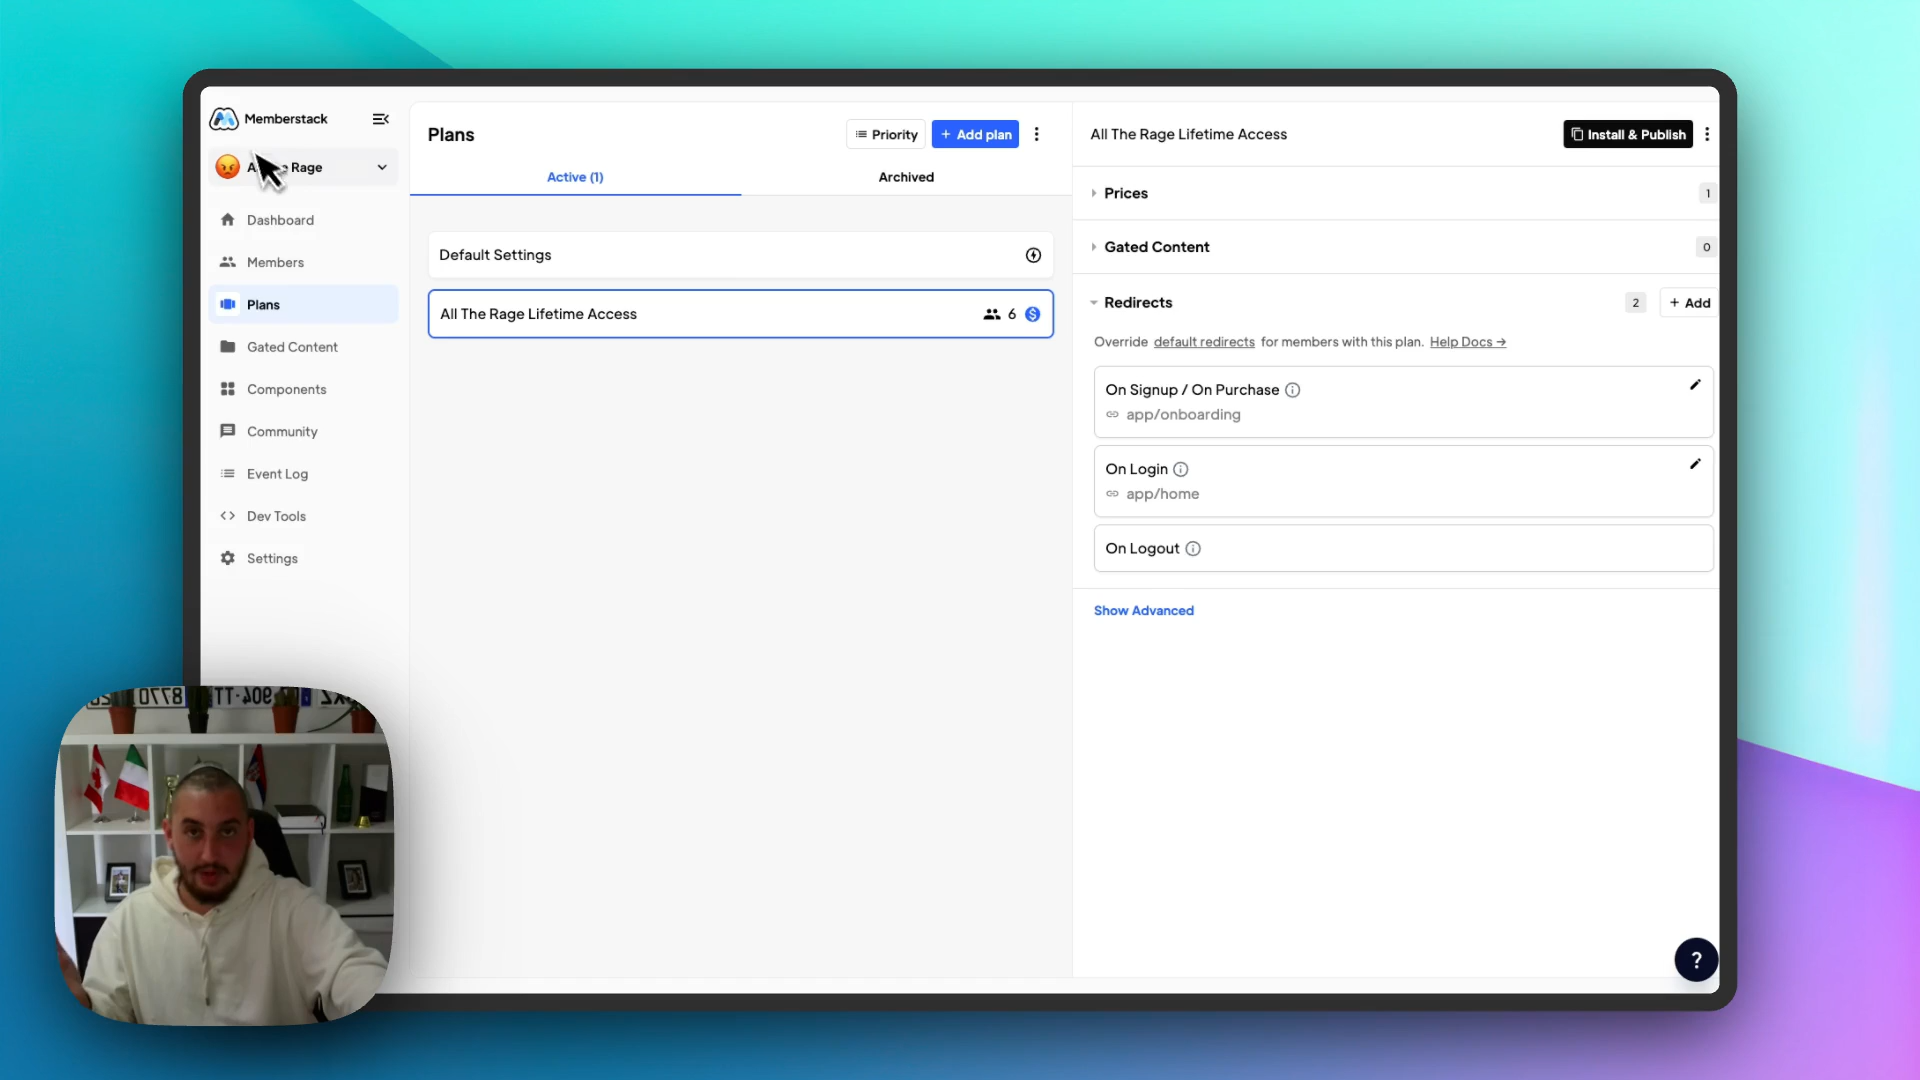 Memberstack
Rage
Dashboard
Members
Plans
Gated Content
Components
Community
Event Log
Dev Tools
Settings
Plans
Priority
+ Add plan
Active (1)
Archived
Default Settings
All The Rage Lifetime Access
6
All The Rage Lifetime Access
Install & Publish
Prices
1
Gated Content
0
Redirects
2
+ Add
Override default redirects for members with this plan. Help Docs →
On Signup / On Purchase
app/onboarding
On Login
app/home
On Logout
Show Advanced
?